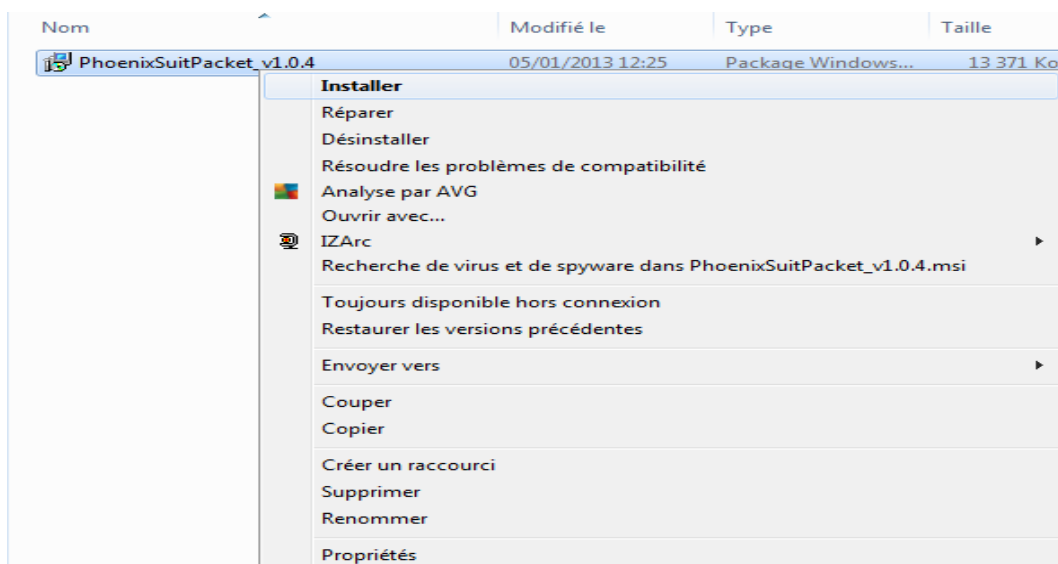 Nom Modifié le Type Taille
PhoenixSuitPacket_v1.0.4 05/01/2013 12:25 Package Windows... 13 371 Ko
Installer
Réparer
Désinstaller
Résoudre les problèmes de compatibilité
Analyse par AVG
Ouvrir avec...
IZArc
Recherche de virus et de spyware dans PhoenixSuitPacket_v1.0.4.msi
Toujours disponible hors connexion
Restaurer les versions précédentes
Envoyer vers
Couper
Copier
Créer un raccourci
Supprimer
Renommer
Propriétés